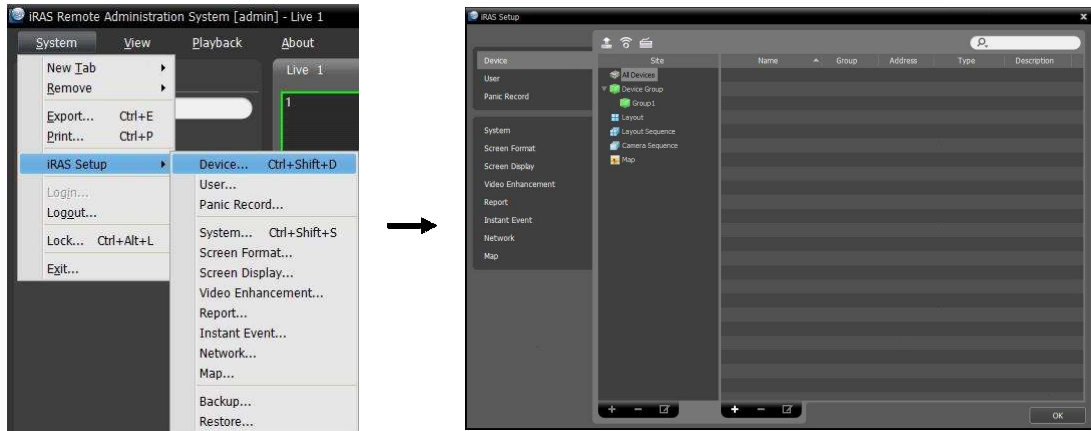 iRAS Remote Administration System [admin] - Live 1
System View Playback About
New Tab
Remove
Export... Ctrl+E
Print... Ctrl+P
iRAS Setup
Login...
Logout...
Lock... Ctrl+Alt+L
Exit...
Live 1
1
Device... Ctrl+Shift+D
User...
Panic Record...
System... Ctrl+Shift+S
Screen Format...
Screen Display...
Video Enhancement...
Report...
Instant Event...
Network...
Map...
Backup...
Restore...
iRAS Setup
Device
User
Panic Record
System
Screen Format
Screen Display
Video Enhancement
Report
Instant Event
Network
Map
Site
All Devices
Device Group
Group1
Layout
Layout Sequence
Camera Sequence
Map
Name Group Address Type Description
OK